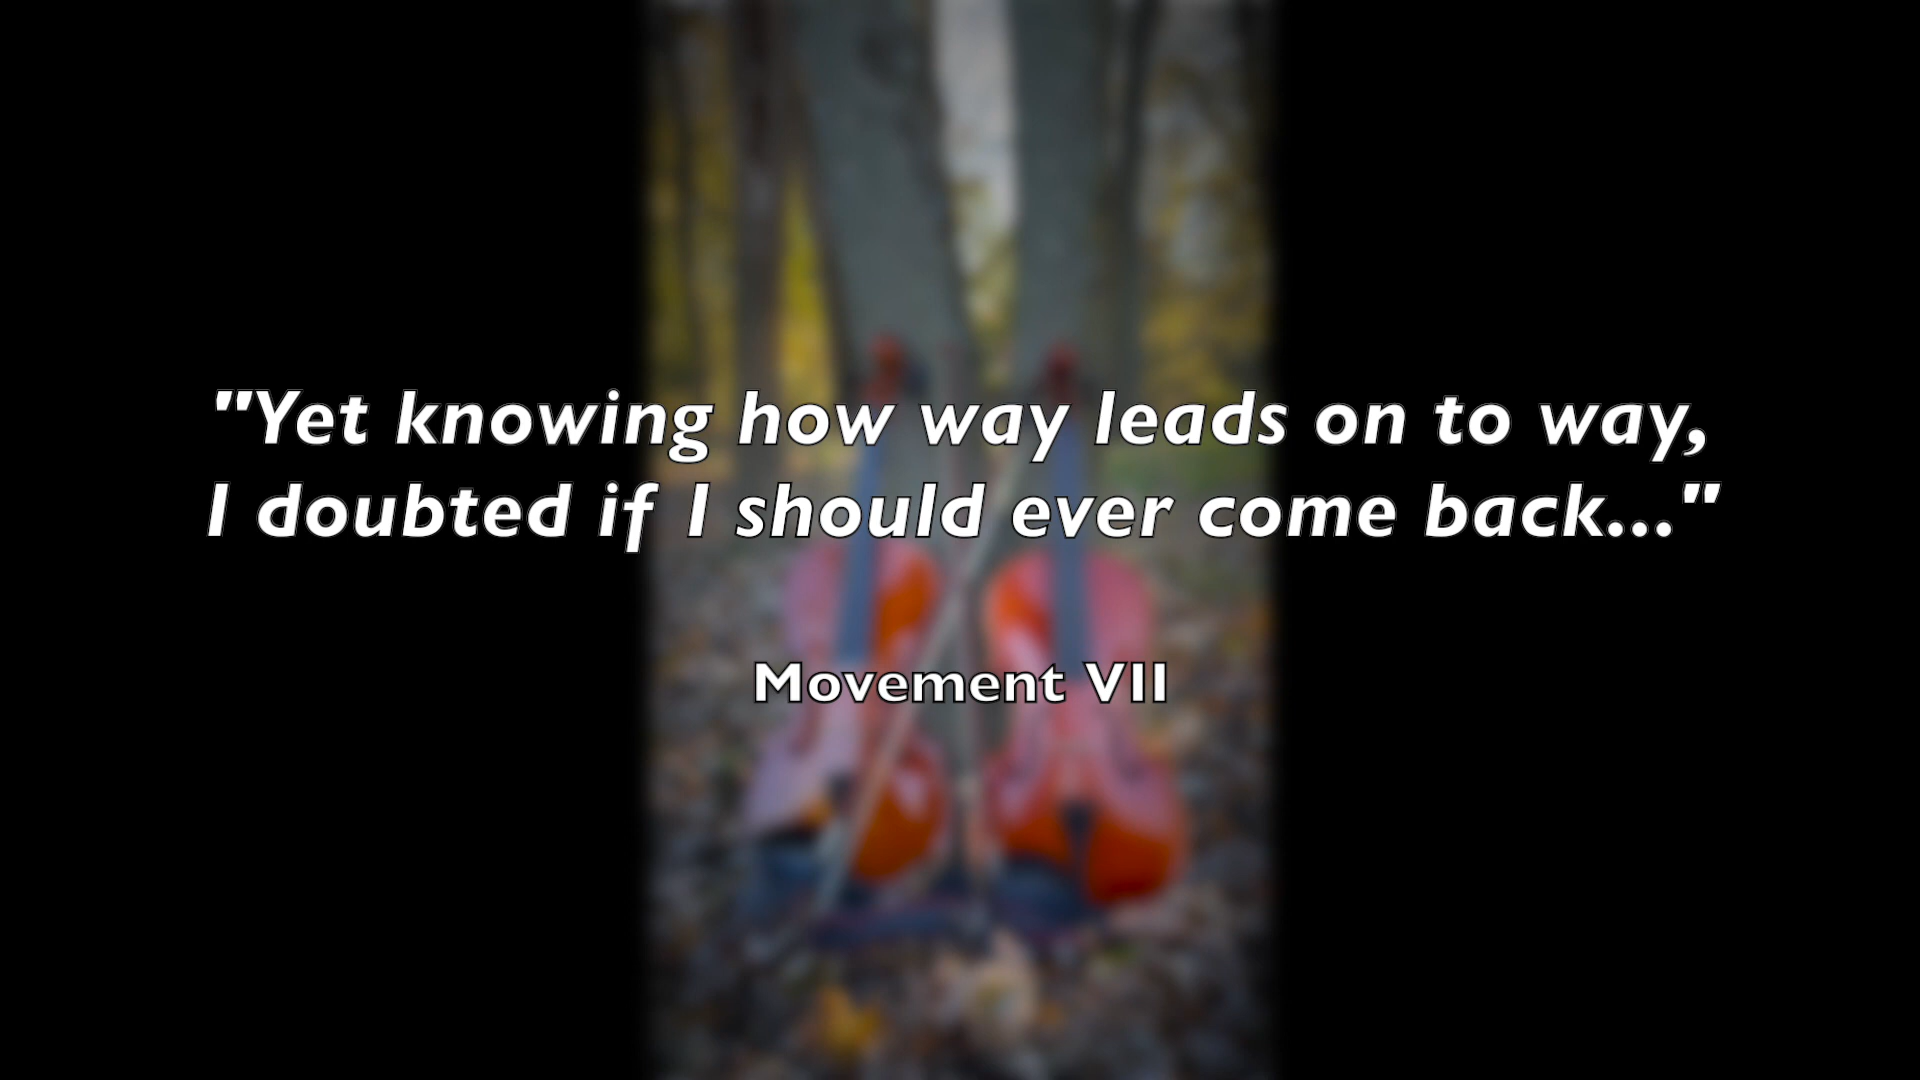 "Yet knowing how way leads on to way,
I doubted if I should ever come back..."
Movement VII